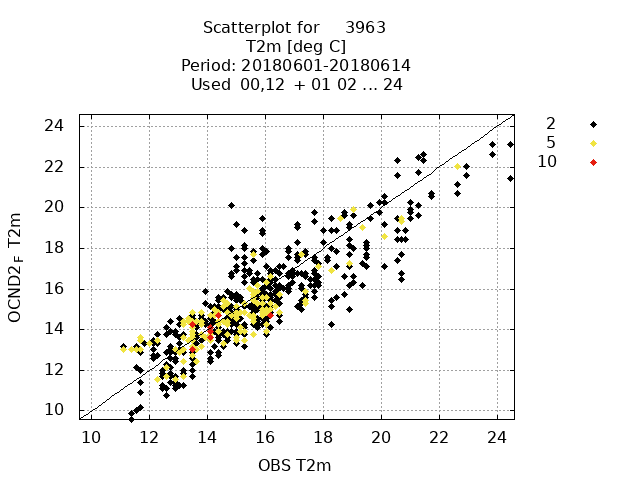 Scatterplot for 3963
T2m [deg C]
Period: 20180601-20180614
Used 00,12 + 01 02 ... 24
2
5
10
24
22
20
18
16
14
12
10
OCND2F T2m
10 12 14 16 18 20 22 24
OBS T2m